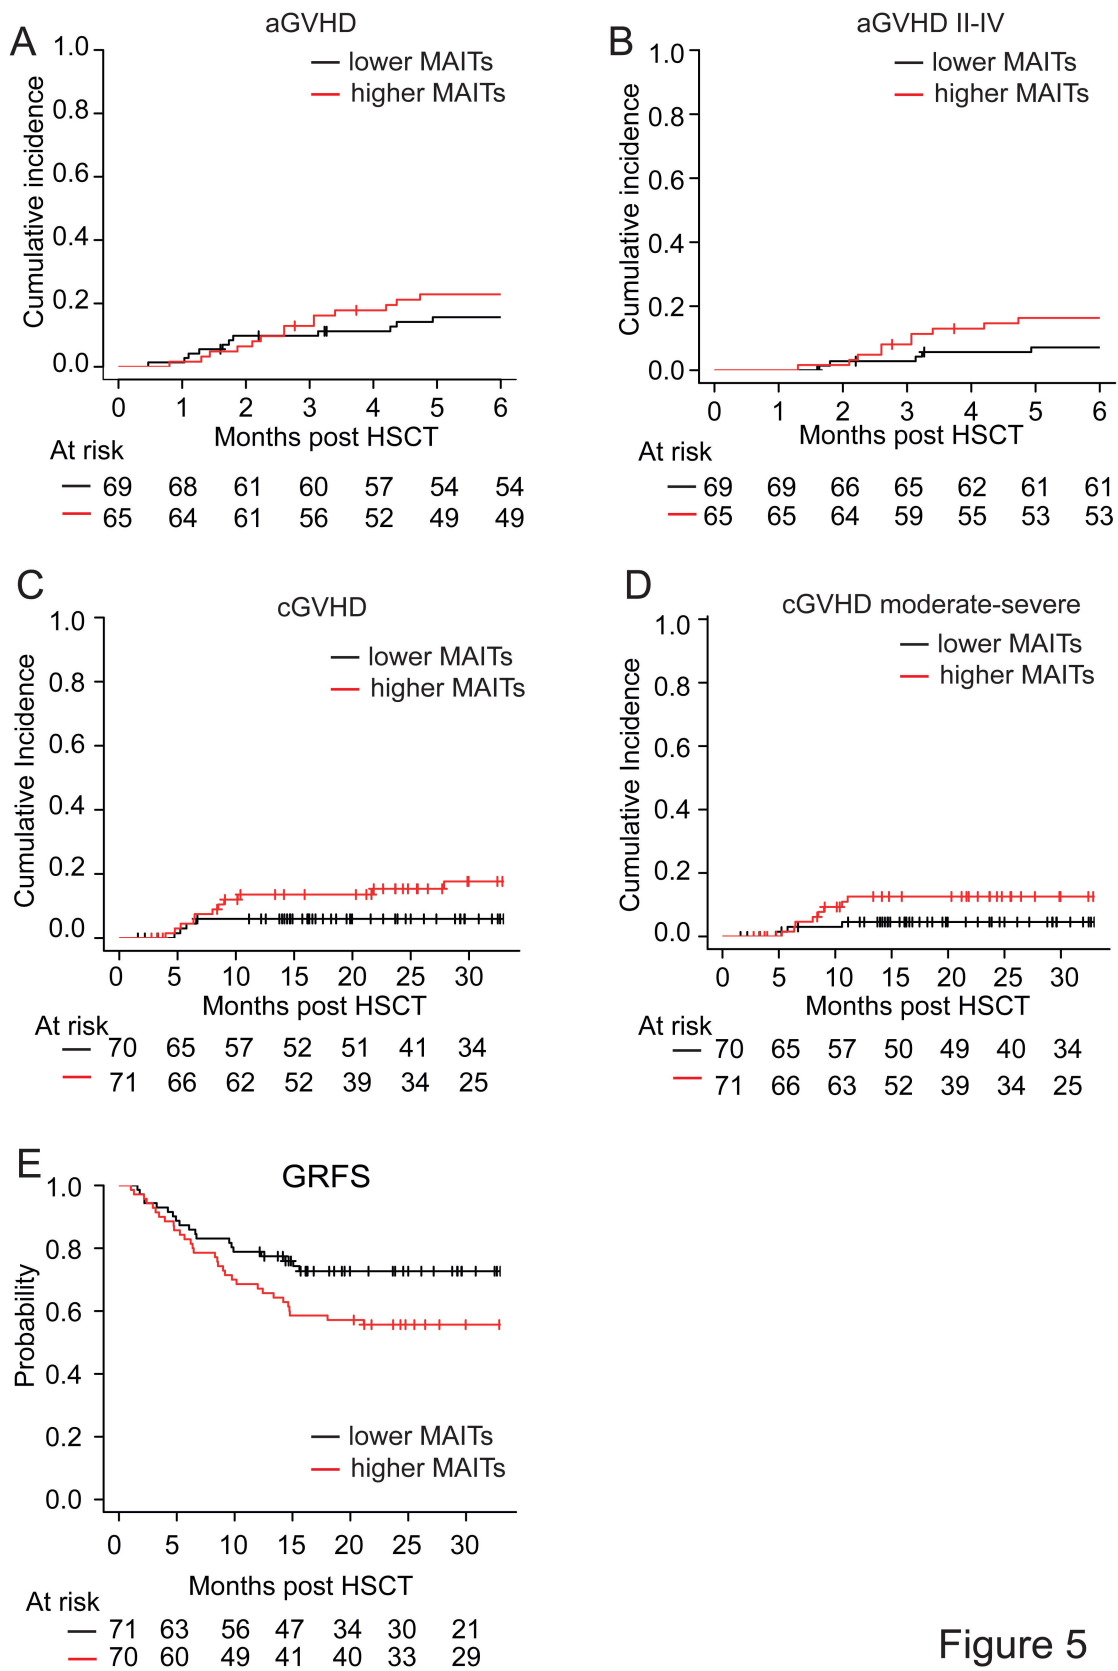 A
aGVHD
lower MAITs
higher MAITs
Cumulative incidence
1.0
0.8
0.6
0.4
0.2
0.0
0 1 2 3 4 5 6
Months post HSCT
At risk
69 68 61 60 57 54 54
65 64 61 56 52 49 49
B
aGVHD II-IV
lower MAITs
higher MAITs
Cumulative incidence
1.0
0.8
0.6
0.4
0.2
0.0
0 1 2 3 4 5 6
Months post HSCT
At risk
69 69 66 65 62 61 61
65 65 64 59 55 53 53
C
cGVHD
lower MAITs
higher MAITs
Cumulative Incidence
1.0
0.8
0.6
0.4
0.2
0.0
0 5 10 15 20 25 30
Months post HSCT
At risk
70 65 57 52 51 41 34
71 66 62 52 39 34 25
D
cGVHD moderate-severe
lower MAITs
higher MAITs
Cumulative Incidence
1.0
0.8
0.6
0.4
0.2
0.0
0 5 10 15 20 25 30
Months post HSCT
At risk
70 65 57 50 49 40 34
71 66 63 52 39 34 25
E
GRFS
Probability
1.0
0.8
0.6
0.4
0.2
0.0
lower MAITs
higher MAITs
0 5 10 15 20 25 30
Months post HSCT
At risk
71 63 56 47 34 30 21
70 60 49 41 40 33 29
Figure 5